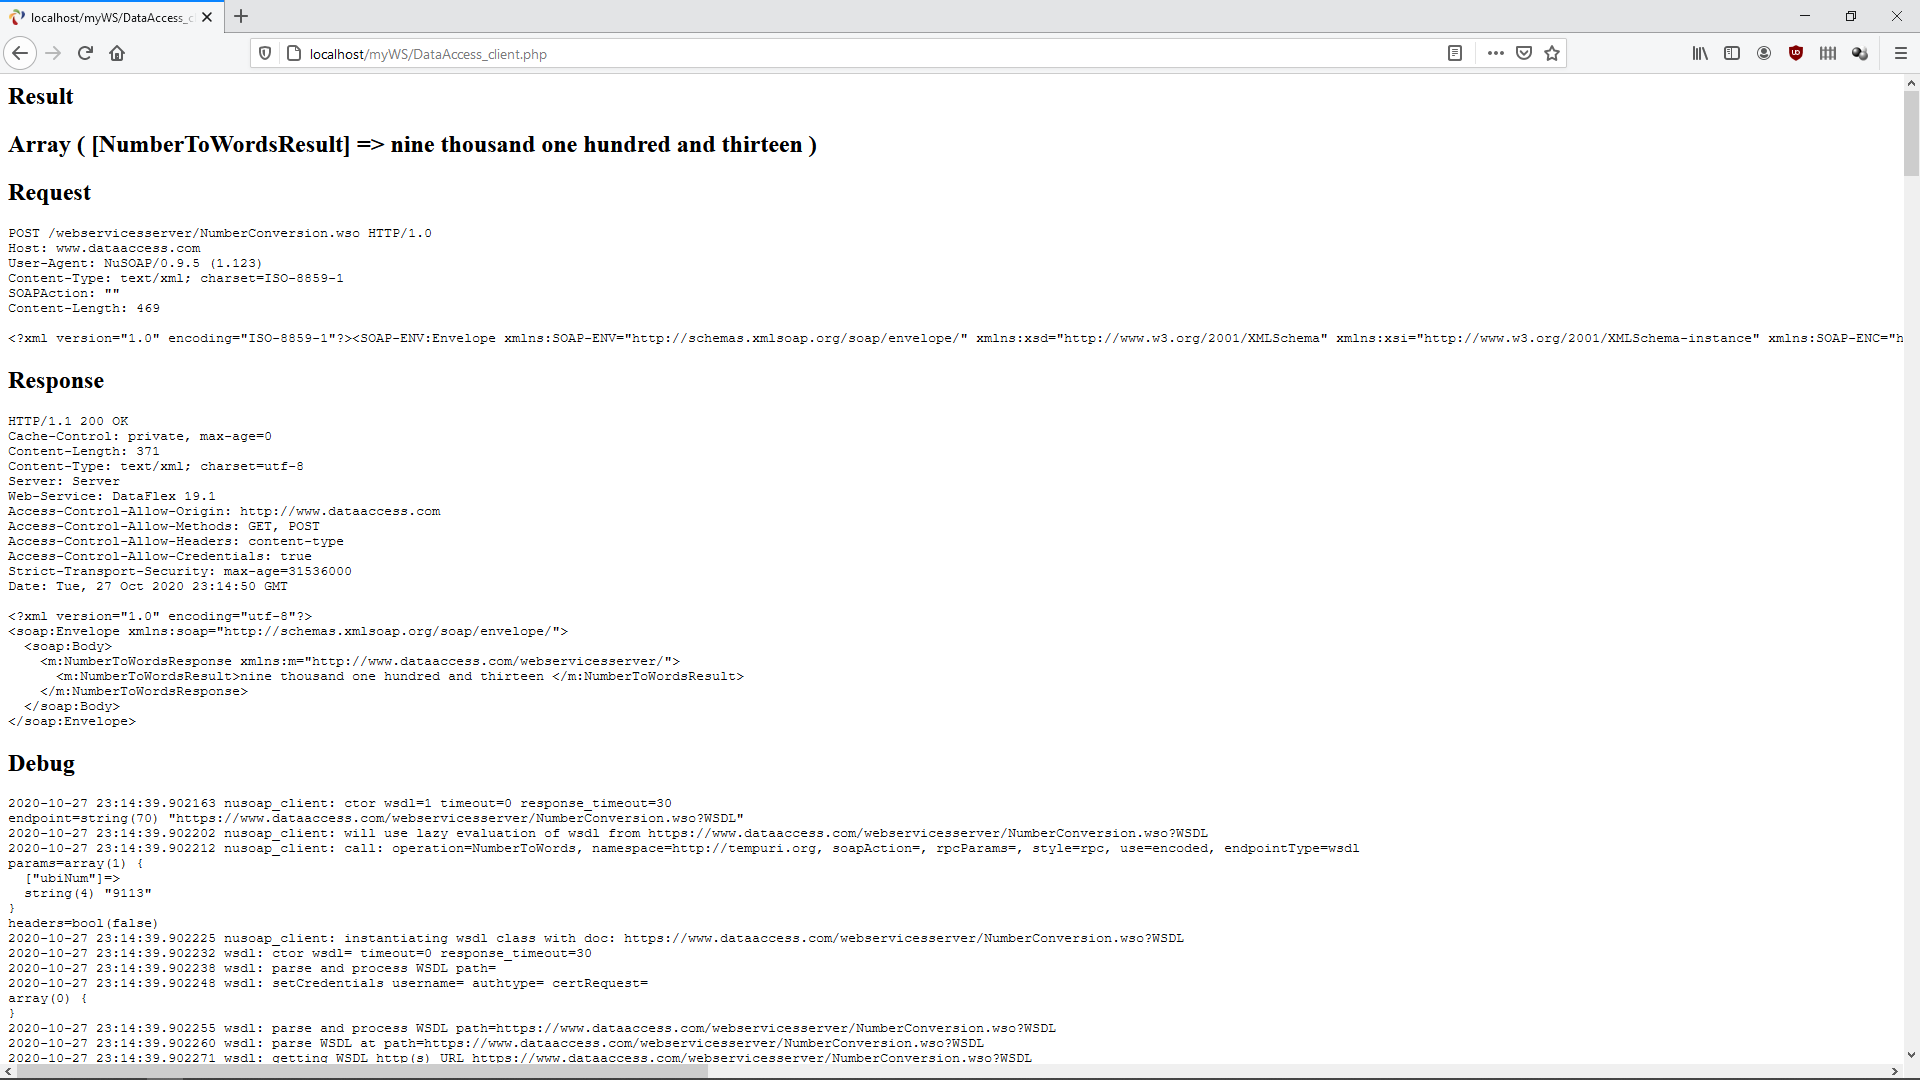 localhost/myWS/DataAccess_c
localhost/myWS/DataAccess_client.php
Result
Array ( [NumberToWordsResult] => nine thousand one hundred and thirteen )
Request
POST /webservicesserver/NumberConversion.wso HTTP/1.0
Host: www.dataaccess.com
User-Agent: NuSOAP/0.9.5 (1.123)
Content-Type: text/xml; charset=ISO-8859-1
SOAPAction: ""
Content-Length: 469
<?xml version="1.0" encoding="ISO-8859-1"?><SOAP-ENV:Envelope xmlns:SOAP-ENV="http://schemas.xmlsoap.org/soap/envelope/" xmlns:xsd="http://www.w3.org/2001/XMLSchema" xmlns:xsi="http://www.w3.org/2001/XMLSchema-instance" xmlns:SOAP-ENC="h
Response
HTTP/1.1 200 OK
Cache-Control: private, max-age=0
Content-Length: 371
Content-Type: text/xml; charset=utf-8
Server: Server
Web-Service: DataFlex 19.1
Access-Control-Allow-Origin: http://www.dataaccess.com
Access-Control-Allow-Methods: GET, POST
Access-Control-Allow-Headers: content-type
Access-Control-Allow-Credentials: true
Strict-Transport-Security: max-age=31536000
Date: Tue, 27 Oct 2020 23:14:50 GMT
<?xml version="1.0" encoding="utf-8"?>
<soap:Envelope xmlns:soap="http://schemas.xmlsoap.org/soap/envelope/">
  <soap:Body>
    <m:NumberToWordsResponse xmlns:m="http://www.dataaccess.com/webservicesserver/">
      <m:NumberToWordsResult>nine thousand one hundred and thirteen </m:NumberToWordsResult>
    </m:NumberToWordsResponse>
  </soap:Body>
</soap:Envelope>
Debug
2020-10-27 23:14:39.902163 nusoap_client: ctor wsdl=1 timeout=0 response_timeout=30
endpoint=string(70) "https://www.dataaccess.com/webservicesserver/NumberConversion.wso?WSDL"
2020-10-27 23:14:39.902202 nusoap_client: will use lazy evaluation of wsdl from https://www.dataaccess.com/webservicesserver/NumberConversion.wso?WSDL
2020-10-27 23:14:39.902212 nusoap_client: call: operation=NumberToWords, namespace=http://tempuri.org, soapAction=, rpcParams=, style=rpc, use=encoded, endpointType=wsdl
params=array(1) {
  ["ubiNum"]=>
  string(4) "9113"
}
headers=bool(false)
2020-10-27 23:14:39.902225 nusoap_client: instantiating wsdl class with doc: https://www.dataaccess.com/webservicesserver/NumberConversion.wso?WSDL
2020-10-27 23:14:39.902232 wsdl: ctor wsdl= timeout=0 response_timeout=30
2020-10-27 23:14:39.902238 wsdl: parse and process WSDL path=
2020-10-27 23:14:39.902248 wsdl: setCredentials username= authtype= certRequest=
array(0) {
}
2020-10-27 23:14:39.902255 wsdl: parse and process WSDL path=https://www.dataaccess.com/webservicesserver/NumberConversion.wso?WSDL
2020-10-27 23:14:39.902260 wsdl: parse WSDL at path=https://www.dataaccess.com/webservicesserver/NumberConversion.wso?WSDL
2020-10-27 23:14:39.902271 wsdl: getting WSDL http(s) URL https://www.dataaccess.com/webservicesserver/NumberConversion.wso?WSDL